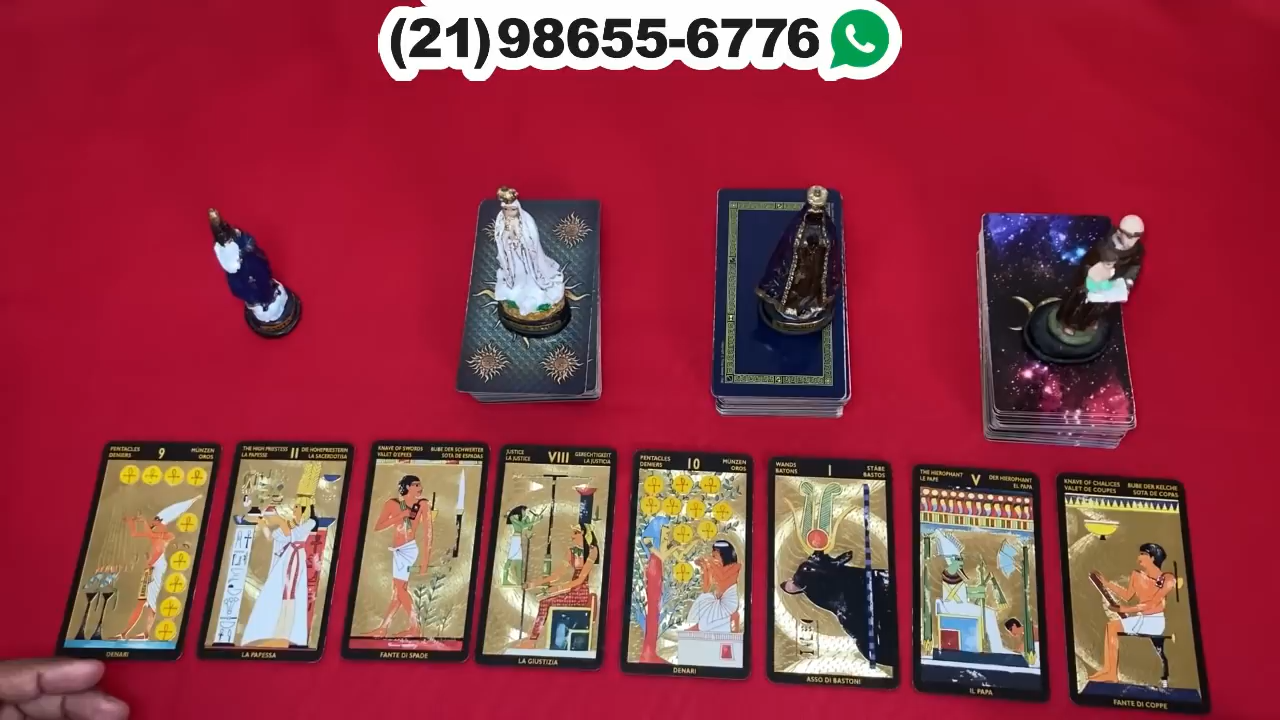 (21)98655-6776
PENTACLES
DENIERS
9
MÜNZEN
OROS
DENARI
THE HIGH PRIESTESS
LA PAPESSE
II
DIE HOHEPRIESTERIN
LA SACERDOTISA
LA PAPESSA
KNAVE OF SWORDS
VALET D'EPEES
BUBE DER SCHWERTER
SOTA DE ESPADAS
FANTE DI SPADE
JUSTICE
LA JUSTICE
VIII
GERECHTIGKEIT
LA JUSTICIA
LA GIUSTIZIA
PENTACLES
DENIERS
10
MÜNZEN
OROS
DENARI
WANDS
BATONS
I
STÄBE
BASTOS
ASSO DI BASTONI
THE HIEROPHANT
LE PAPE
V
DER HIEROPHANT
EL PAPA
IL PAPA
KNAVE OF CHALICES
VALET DE COUPES
BUBE DER KELCHE
SOTA DE COPAS
FANTE DI COPPE